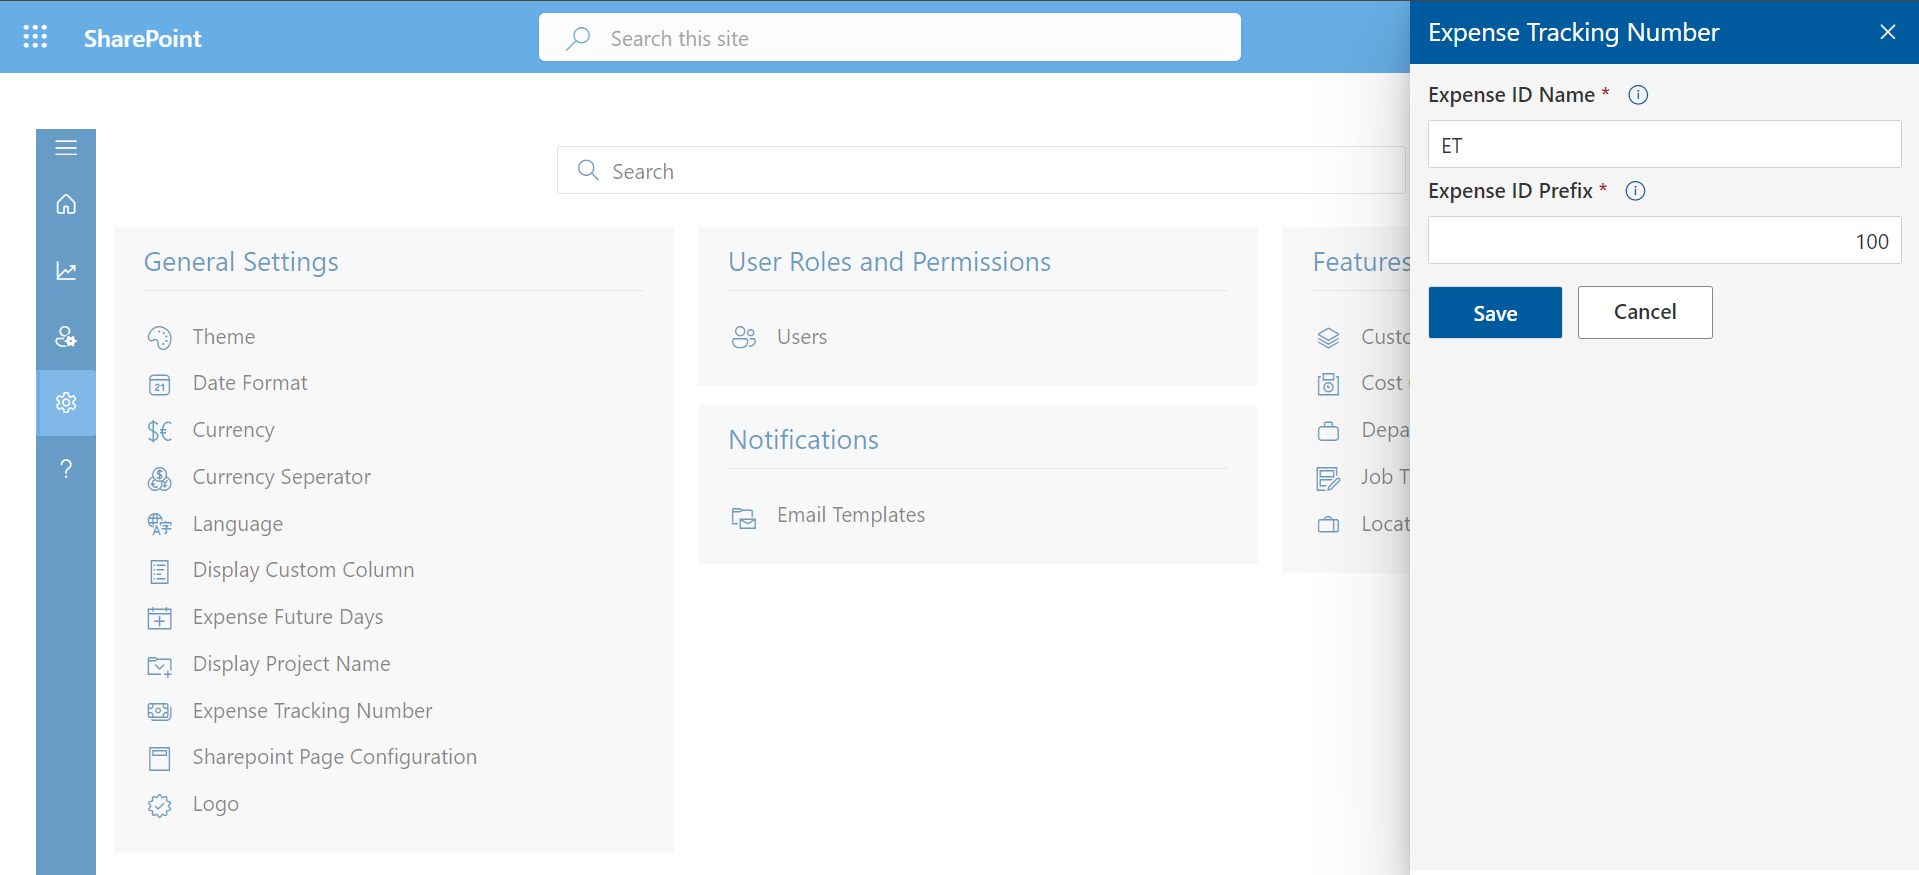 SharePoint
Search this site
Search
General Settings
Theme
21
Date Format
Currency
Currency Seperator
Language
Display Custom Column
Expense Future Days
Display Project Name
Expense Tracking Number
Sharepoint Page Configuration
Logo
User Roles and Permissions
Users
Notifications
Email Templates
Features
Custo
Cost
Depa
Job T
Locat
Expense Tracking Number
Expense ID Name *
ET
Expense ID Prefix *
100
Save
Cancel